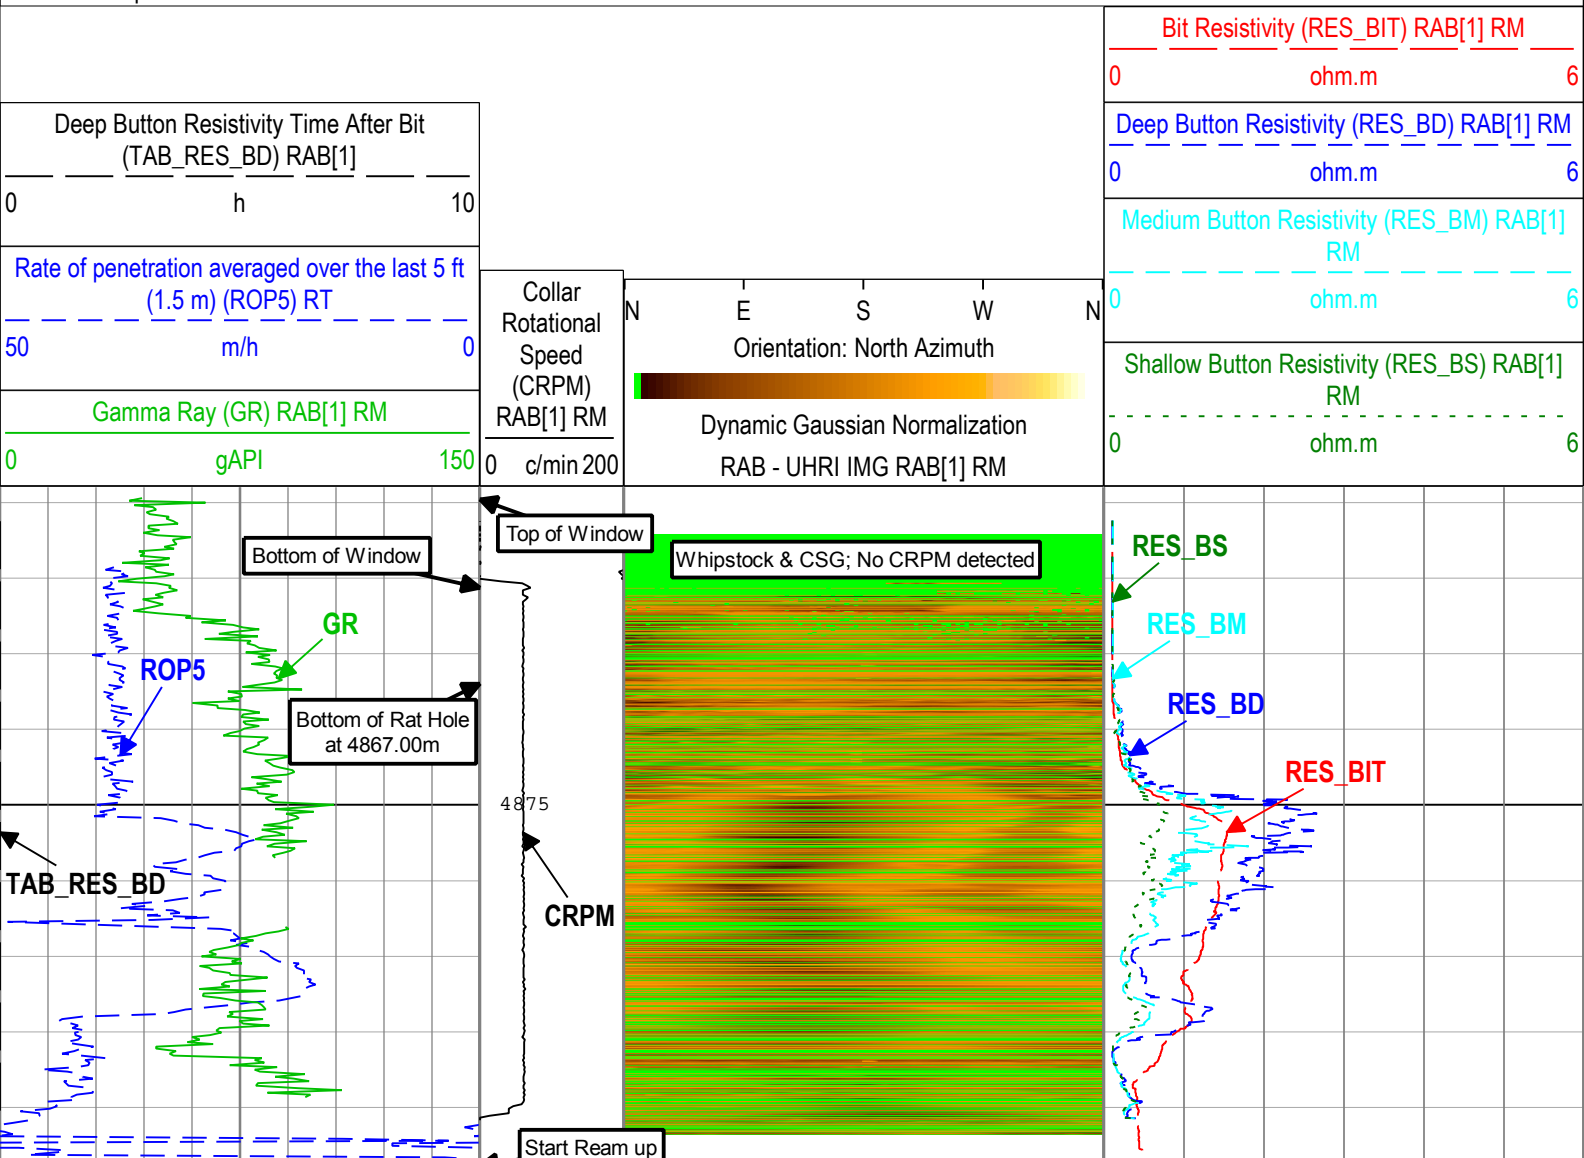 Bit Resistivity (RES_BIT) RAB[1] RM
0 ohm.m 6
Deep Button Resistivity Time After Bit
(TAB_RES_BD) RAB[1]
0 h 10
Deep Button Resistivity (RES_BD) RAB[1] RM
0 ohm.m 6
Medium Button Resistivity (RES_BM) RAB[1]
RM
0 ohm.m 6
Rate of penetration averaged over the last 5 ft
(1.5 m) (ROP5) RT
50 m/h 0
Collar
Rotational
Speed
(CRPM)
RAB[1] RM
0 c/min 200
N E S W N
Orientation: North Azimuth
Dynamic Gaussian Normalization
RAB - UHRI IMG RAB[1] RM
Shallow Button Resistivity (RES_BS) RAB[1]
RM
0 ohm.m 6
Gamma Ray (GR) RAB[1] RM
0 gAPI 150
Top of Window
Bottom of Window
Whipstock & CSG; No CRPM detected
RES_BS
GR
RES_BM
ROP5
RES_BD
Bottom of Rat Hole
at 4867.00m
RES_BIT
4875
TAB_RES_BD
CRPM
Start Ream up